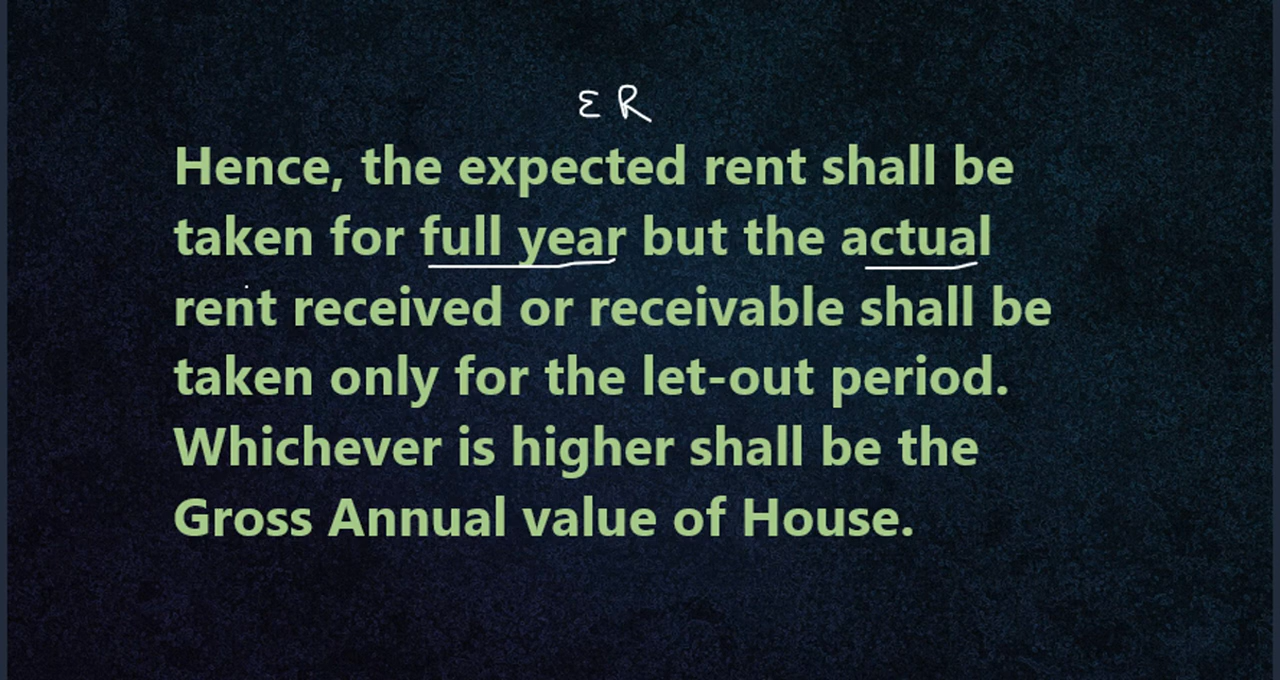 ER
Hence, the expected rent shall be
taken for full year but the actual
rent received or receivable shall be
taken only for the let-out period.
Whichever is higher shall be the
Gross Annual value of House.